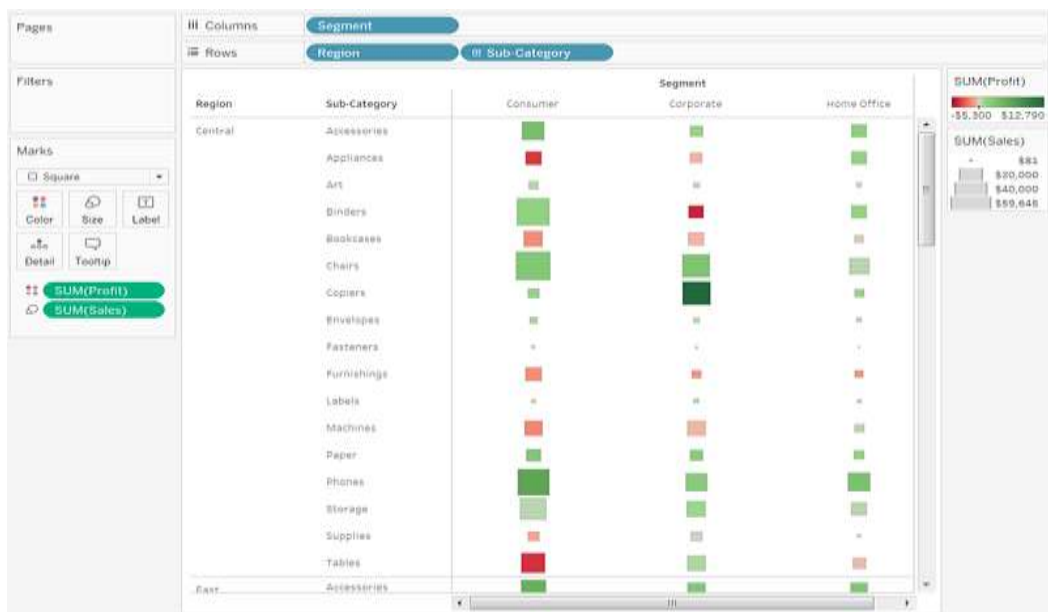 Pages
Columns Segment
Rows Region Sub-Category
Filters
Marks
Square
Color Size Label
Detail Tooltip
SUM(Profit)
SUM(Sales)
Segment
Region Sub-Category Consumer Corporate Home Office
Central Accessories
Appliances
Art
Binders
Bookcases
Chairs
Copiers
Envelopes
Fasteners
Furnishings
Labels
Machines
Paper
Phones
Storage
Supplies
Tables
East Accessories
SUM(Profit)
-$5,300 $12,790
SUM(Sales)
$81
$20,000
$40,000
$59,646